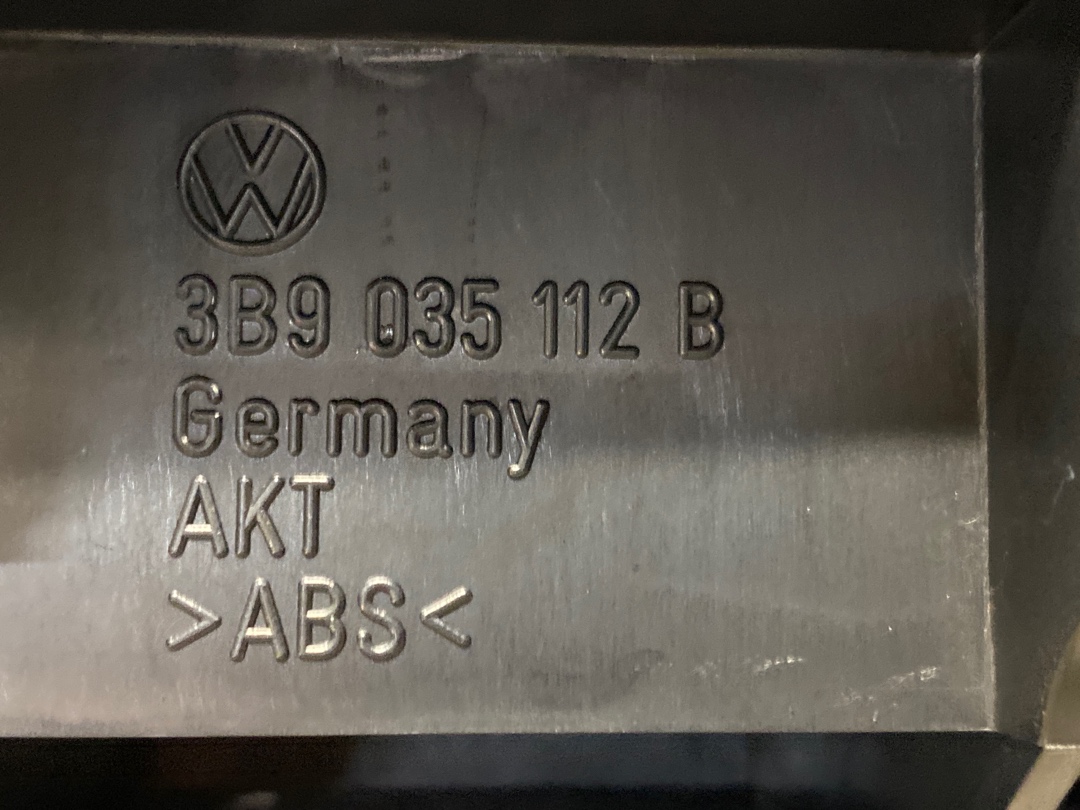 3B9 035 112 B
Germany
AKT
>ABS<